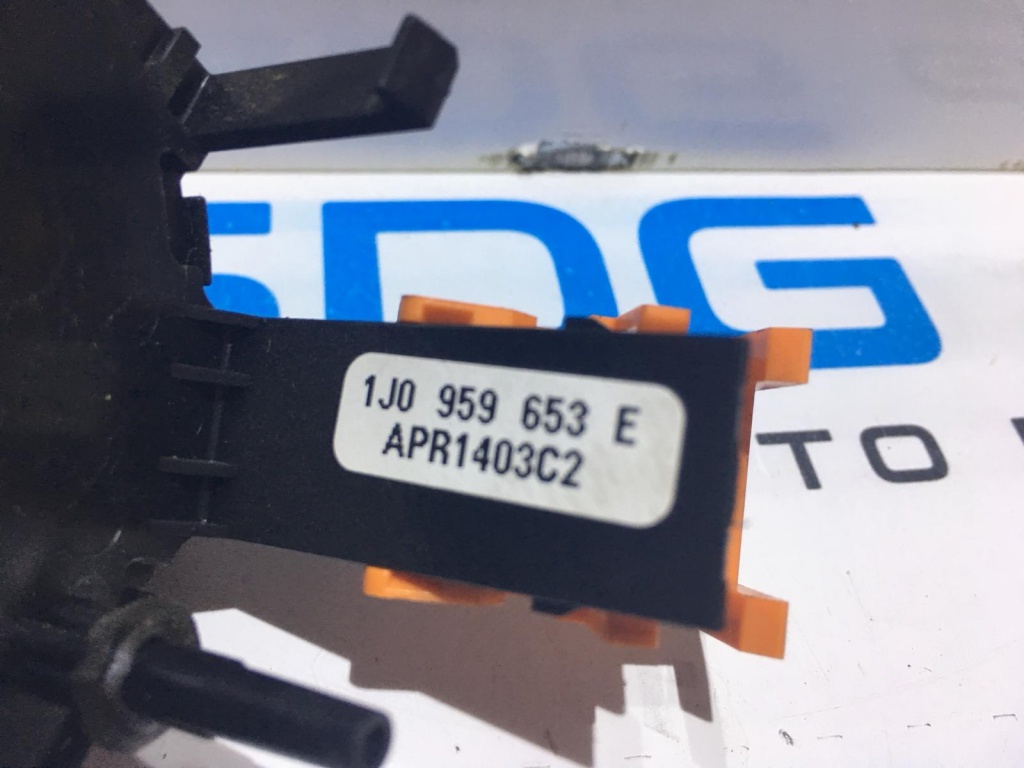 SDG
TO
1J0 959 653 E
APR1403C2